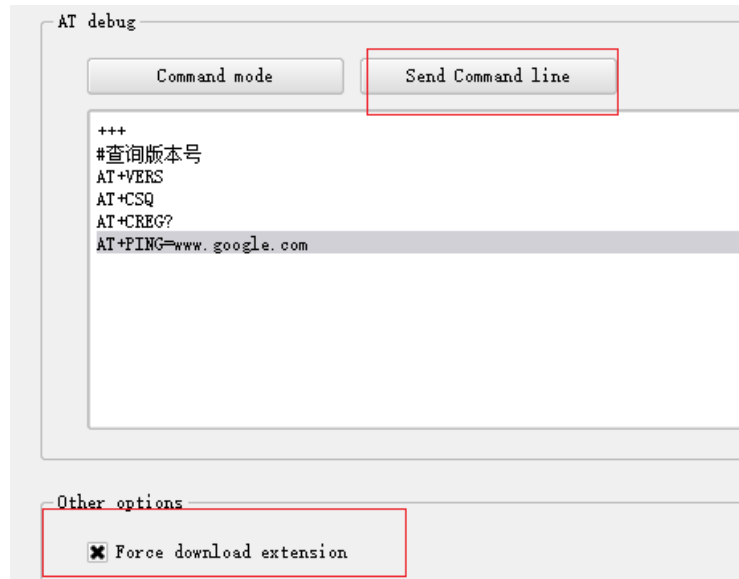 AT debug
Command mode
Send Command line
+++
#查询版本号
AT+VERS
AT+CSQ
AT+CREG?
AT+PING=www.google.com
Other options
Force download extension